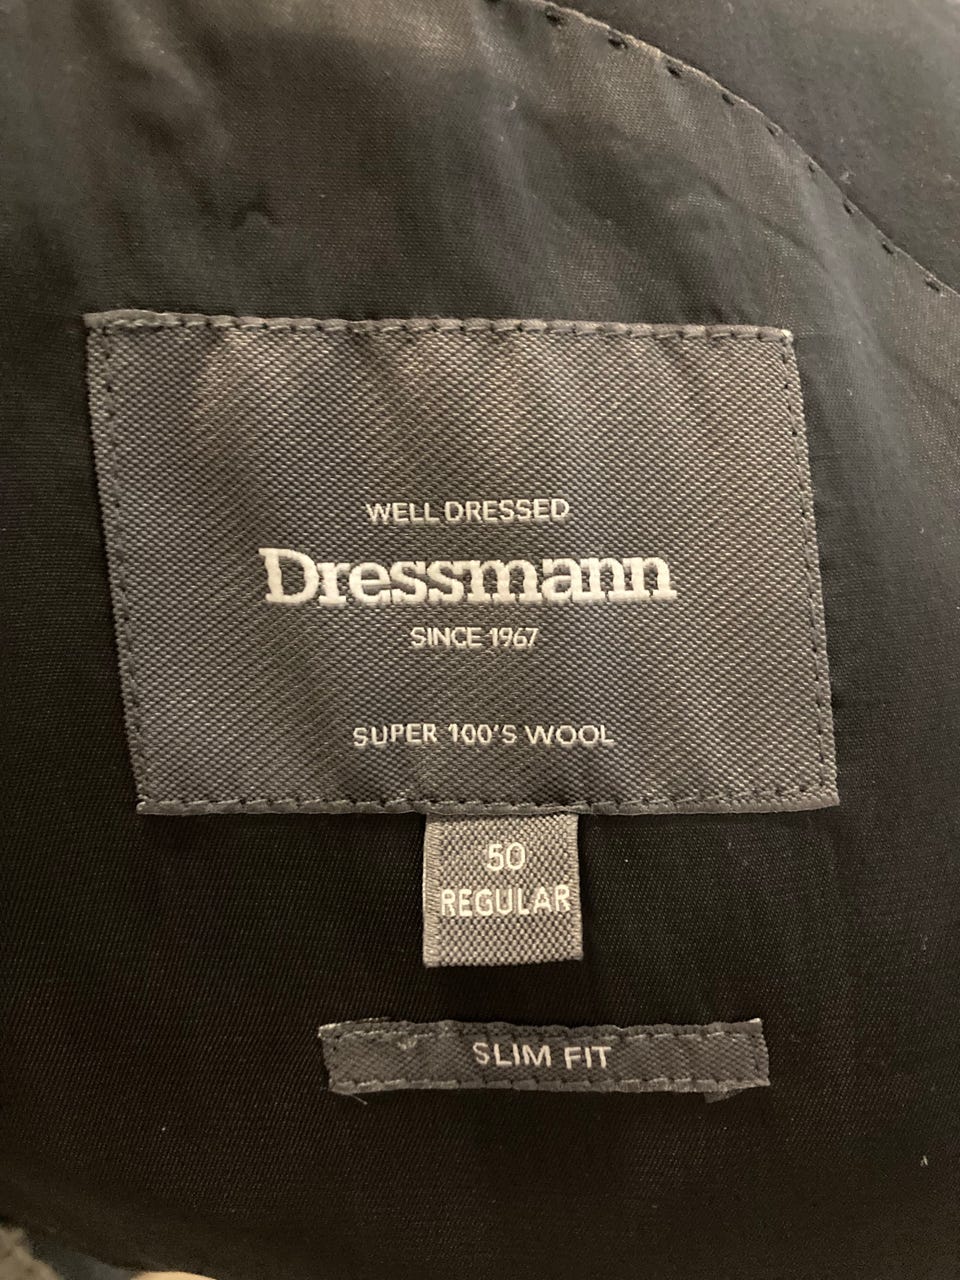 WELL DRESSED
Dressmann
SINCE 1967
SUPER 100'S WOOL
50
REGULAR
SLIM FIT